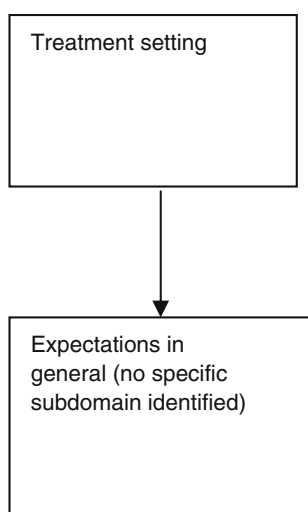 Treatment setting
Expectations in
general (no specific
subdomain identified)